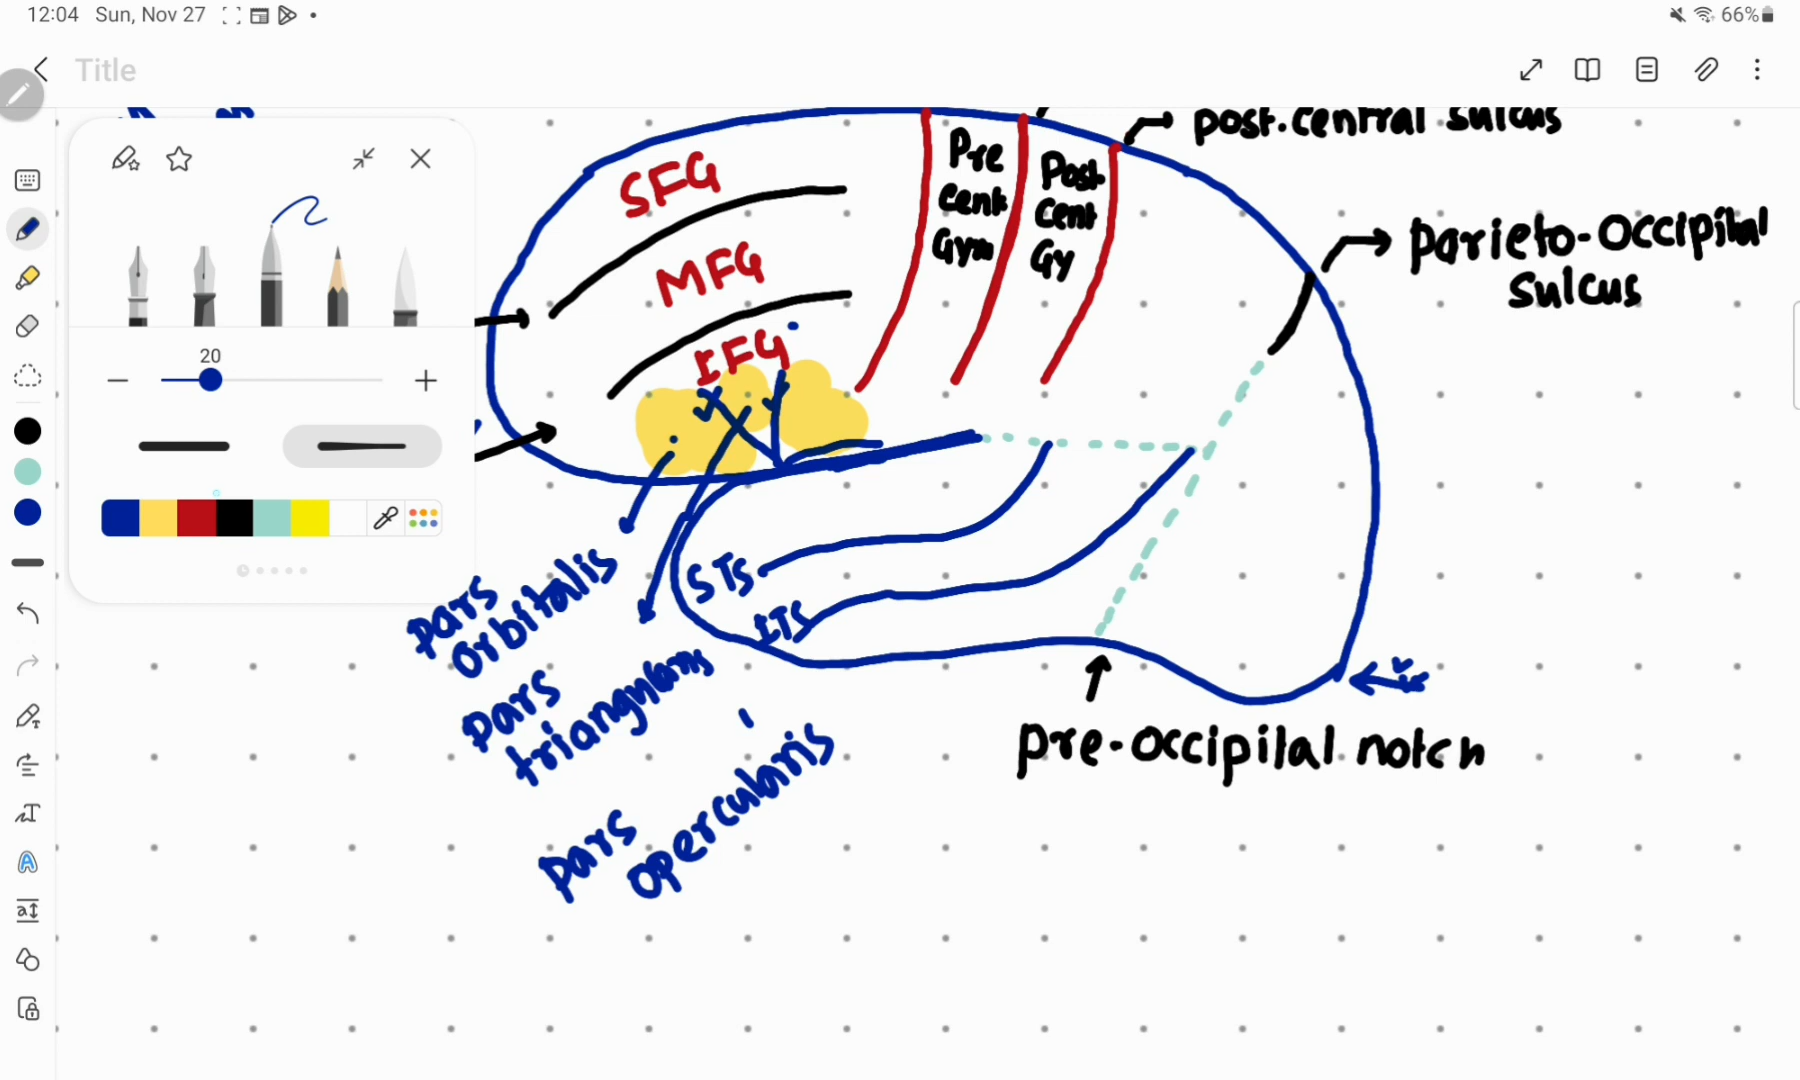 12:04 Sun, Nov 27
66%
Title
post.central sulcus
SFG
Pre
Cent
Gym
Post
Cent
Gy
parieto-occipital
sulcus
MFG
IFG
20
STs
ITS
pars
orbitalis
pars
triangularis
pars
opercularis
pre-occipital notch